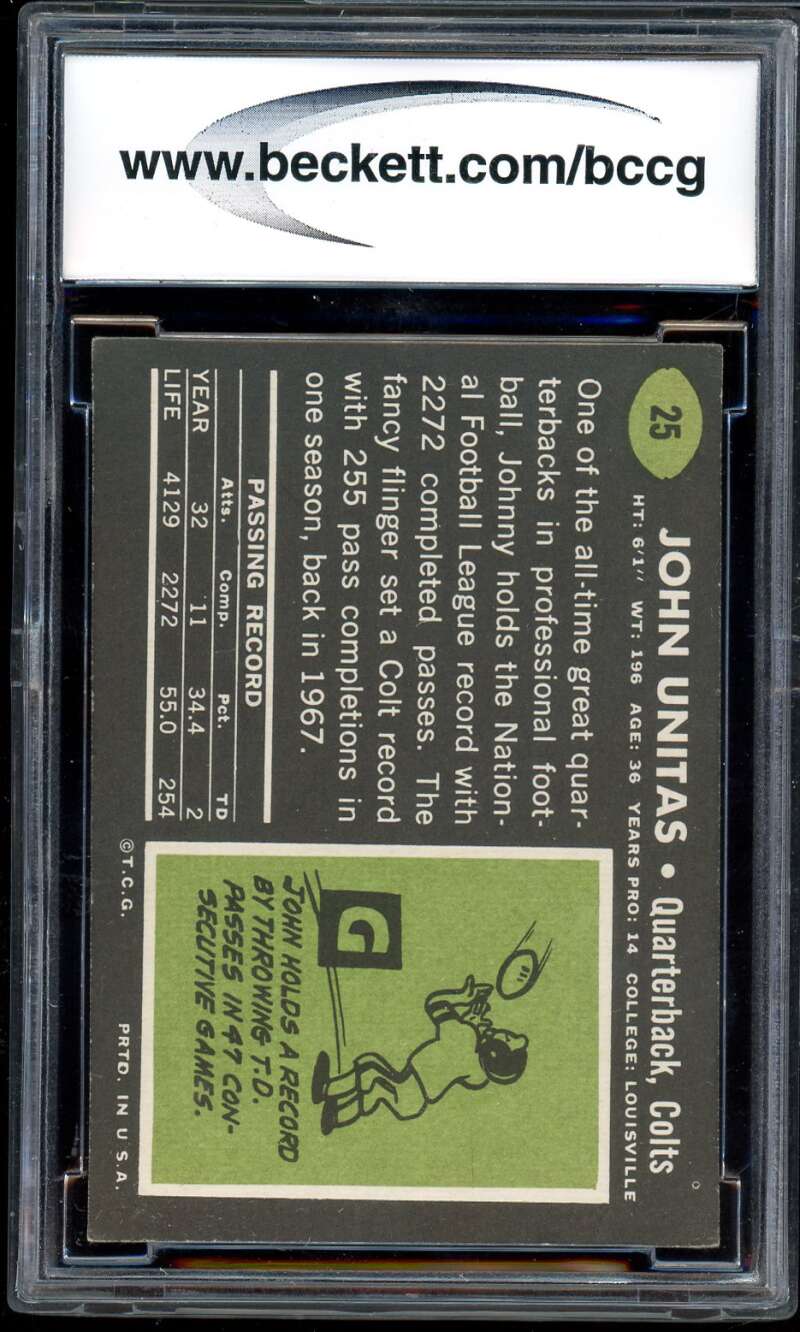 www.beckett.com/bccg
25
JOHN UNITAS • Quarterback, Colts
HT: 6'1" WT: 196 AGE: 36 YEARS PRO: 14 COLLEGE: LOUISVILLE
One of the all-time great quar-
terbacks in professional foot-
ball, Johnny holds the Nation-
al Football League record with
2272 completed passes. The
fancy flinger set a Colt record
with 255 pass completions in
one season, back in 1967.
PASSING RECORD
Atts. Comp. Pct. TD
YEAR 32 11 34.4 2
LIFE 4129 2272 55.0 254
G
JOHN HOLDS A RECORD
BY THROWING T.D.
PASSES IN 47 CON-
SECUTIVE GAMES.
©T.C.G. PRTD. IN U.S.A.